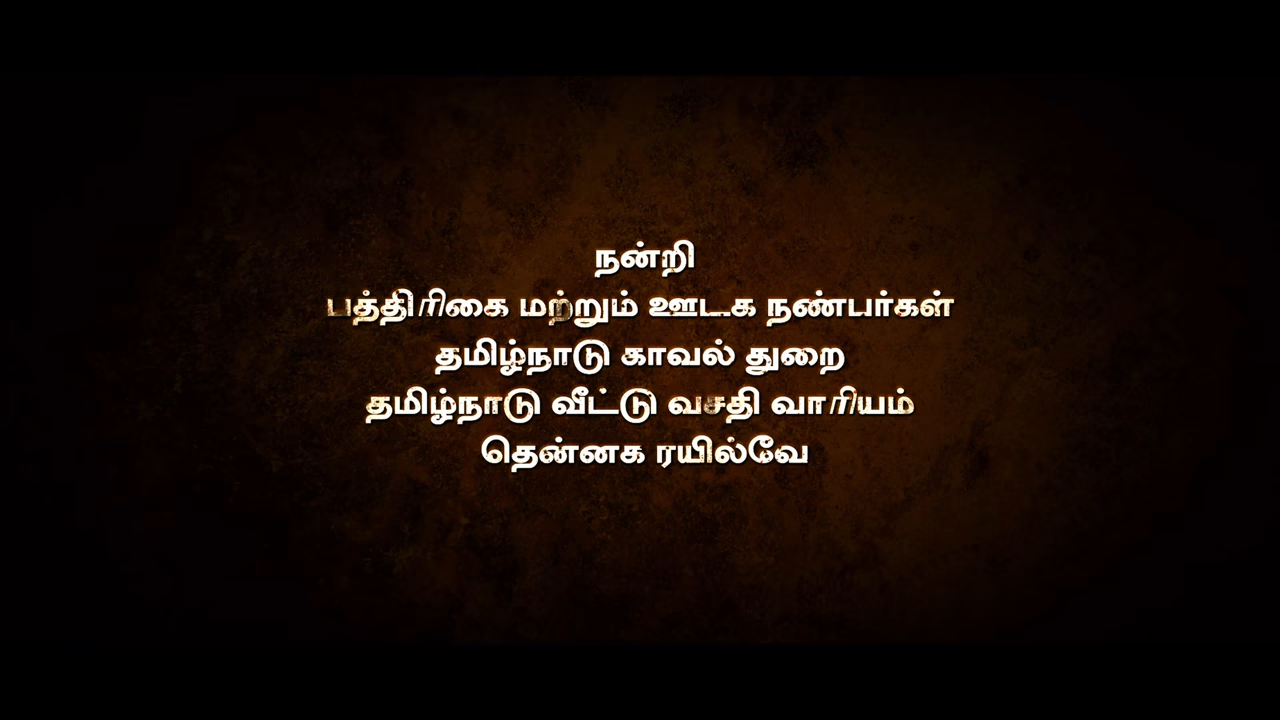 நன்றி
பத்திரிகை மற்றும் ஊடக நண்பர்கள்
தமிழ்நாடு காவல் துறை
தமிழ்நாடு வீட்டு வசதி வாரியம்
தென்னக ரயில்வே